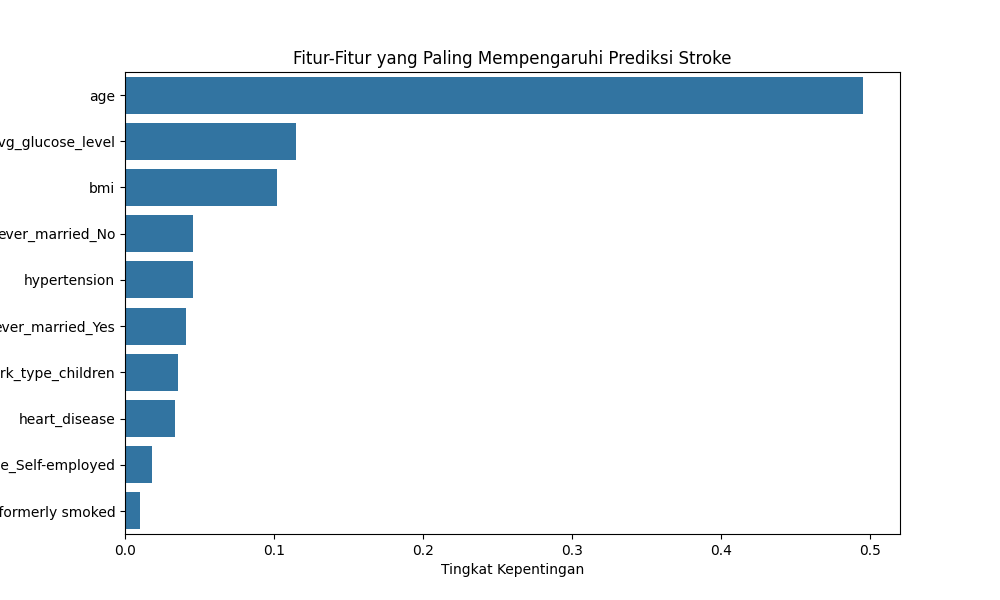 Fitur-Fitur yang Paling Mempengaruhi Prediksi Stroke
age
vg_glucose_level
bmi
ever_married_No
hypertension
ever_married_Yes
rk_type_children
heart_disease
e_Self-employed
formerly smoked
0.0 0.1 0.2 0.3 0.4 0.5
Tingkat Kepentingan